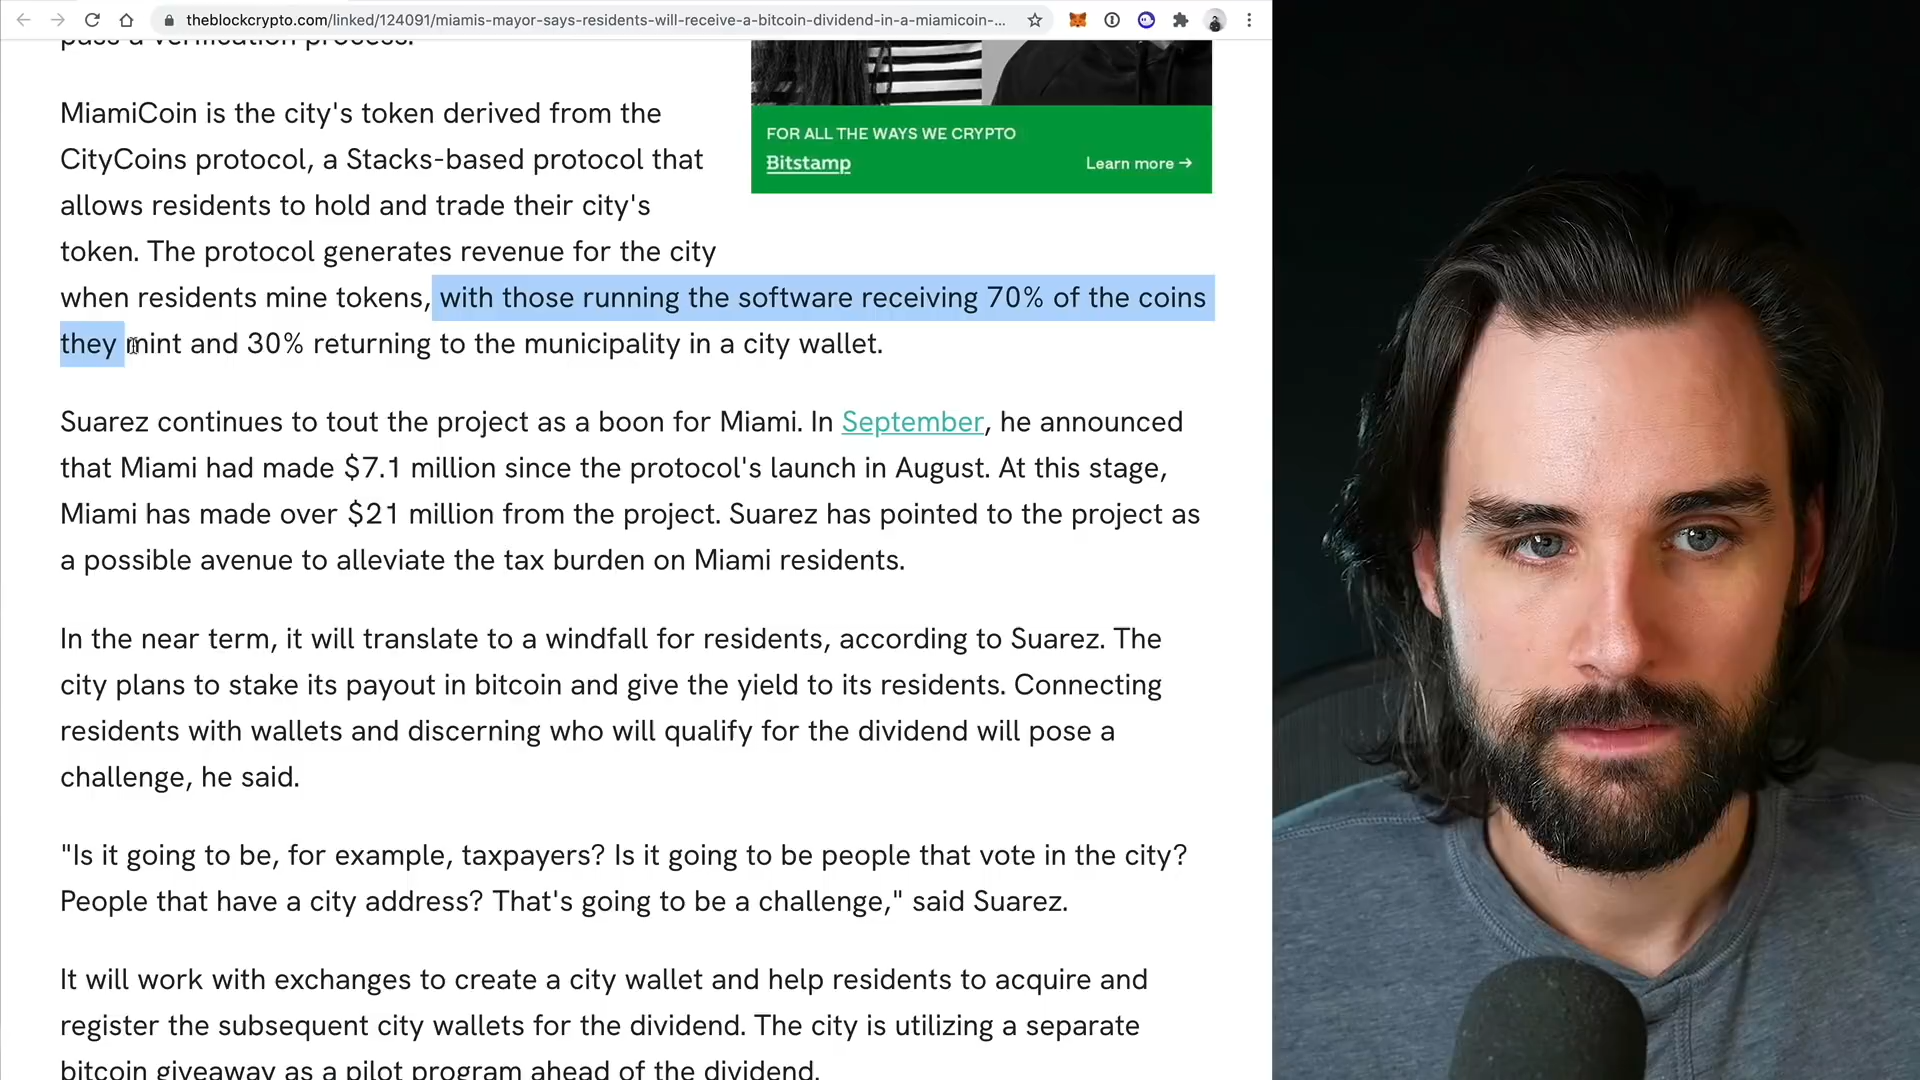 theblockcrypto.com/linked/124091/miamis-mayor-says-residents-will-receive-a-bitcoin-dividend-in-a-miamicoin-...
pass a verification process.
MiamiCoin is the city's token derived from the
CityCoins protocol, a Stacks-based protocol that
allows residents to hold and trade their city's
token. The protocol generates revenue for the city
when residents mine tokens, with those running the software receiving 70% of the coins
they mint and 30% returning to the municipality in a city wallet.
FOR ALL THE WAYS WE CRYPTO
Bitstamp
Learn more →
Suarez continues to tout the project as a boon for Miami. In September, he announced
that Miami had made $7.1 million since the protocol's launch in August. At this stage,
Miami has made over $21 million from the project. Suarez has pointed to the project as
a possible avenue to alleviate the tax burden on Miami residents.
In the near term, it will translate to a windfall for residents, according to Suarez. The
city plans to stake its payout in bitcoin and give the yield to its residents. Connecting
residents with wallets and discerning who will qualify for the dividend will pose a
challenge, he said.
"Is it going to be, for example, taxpayers? Is it going to be people that vote in the city?
People that have a city address? That's going to be a challenge," said Suarez.
It will work with exchanges to create a city wallet and help residents to acquire and
register the subsequent city wallets for the dividend. The city is utilizing a separate
bitcoin giveaway as a pilot program ahead of the dividend.